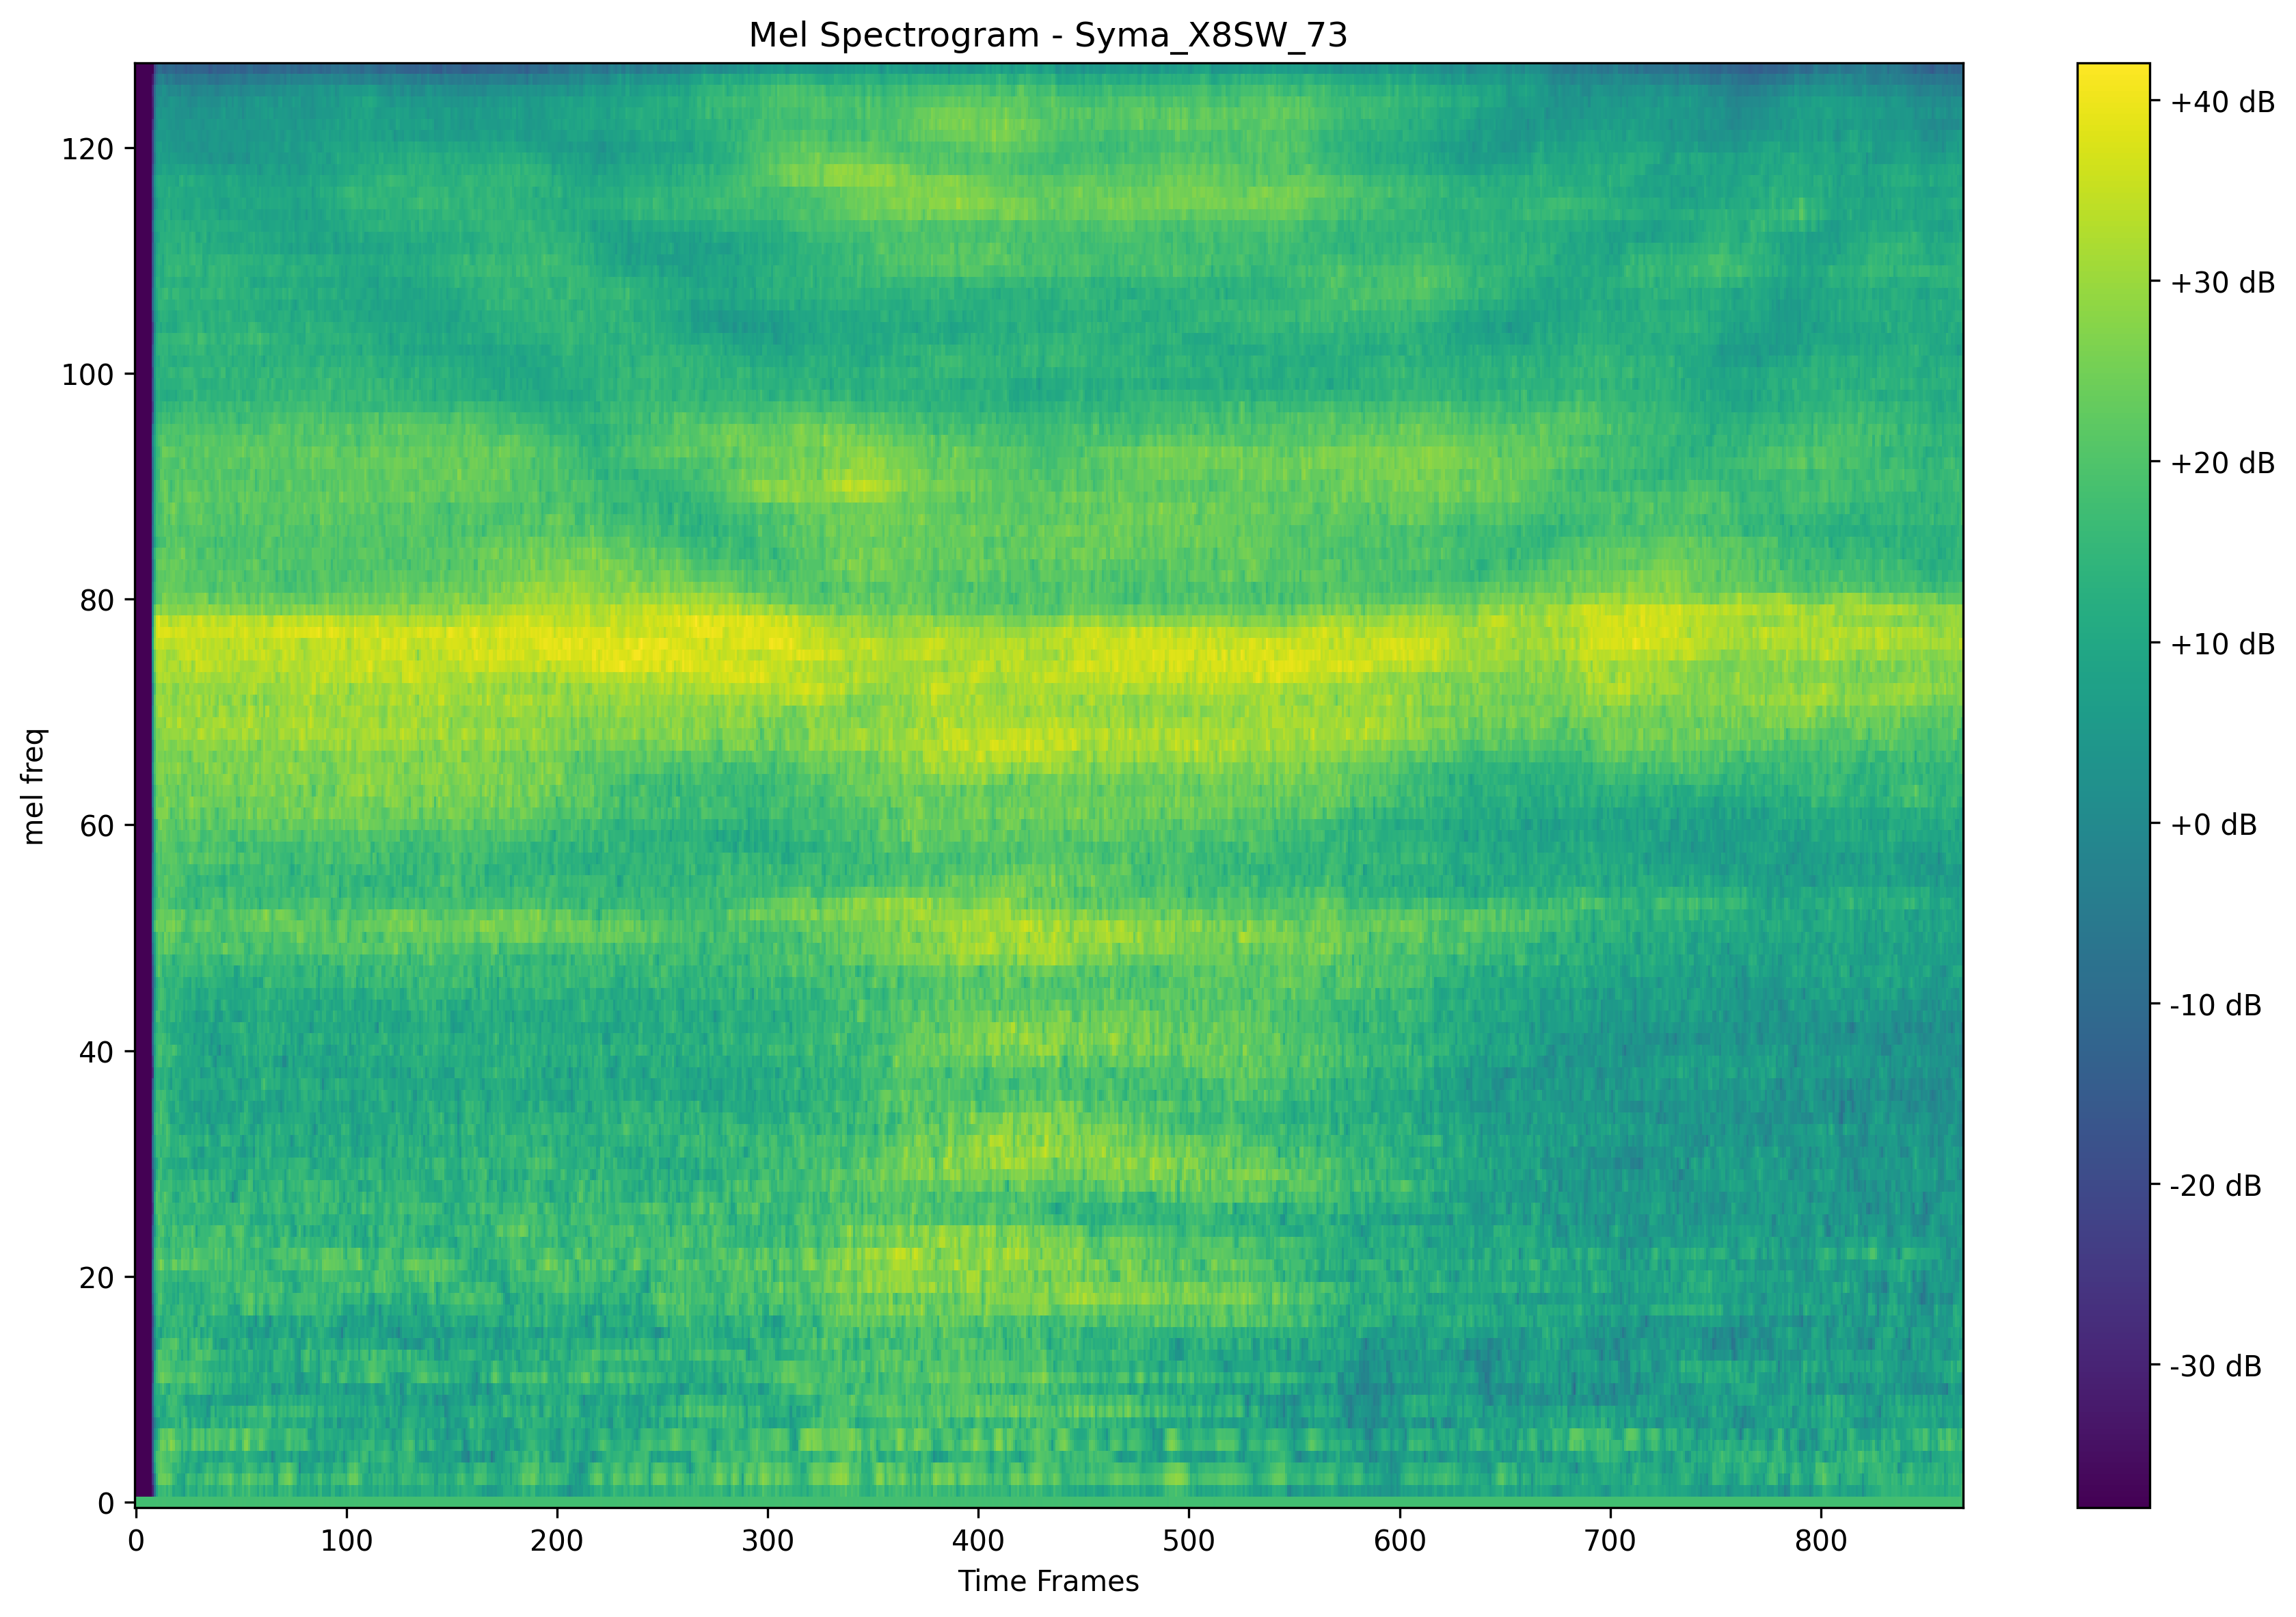 Mel Spectrogram - Syma_X8SW_73
mel freq
120
100
80
60
40
20
0
0 100 200 300 400 500 600 700 800
Time Frames
+40 dB
+30 dB
+20 dB
+10 dB
+0 dB
-10 dB
-20 dB
-30 dB